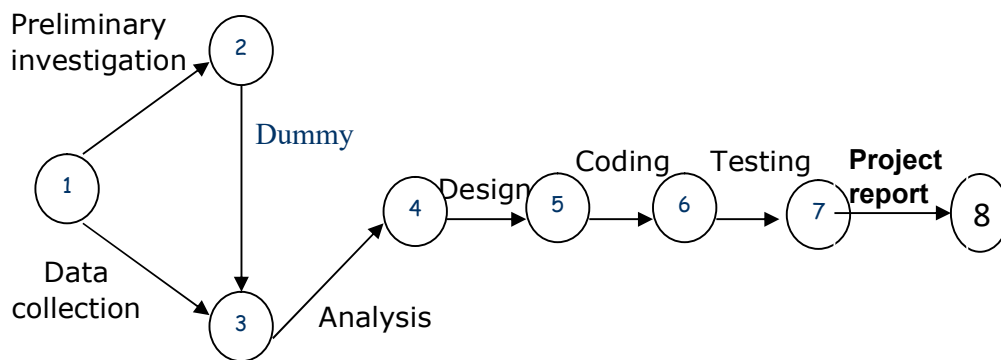 Preliminary
investigation
2
Dummy
1
Data
collection
3
Analysis
4
Design
5
Coding
6
Testing
7
Project
report
8